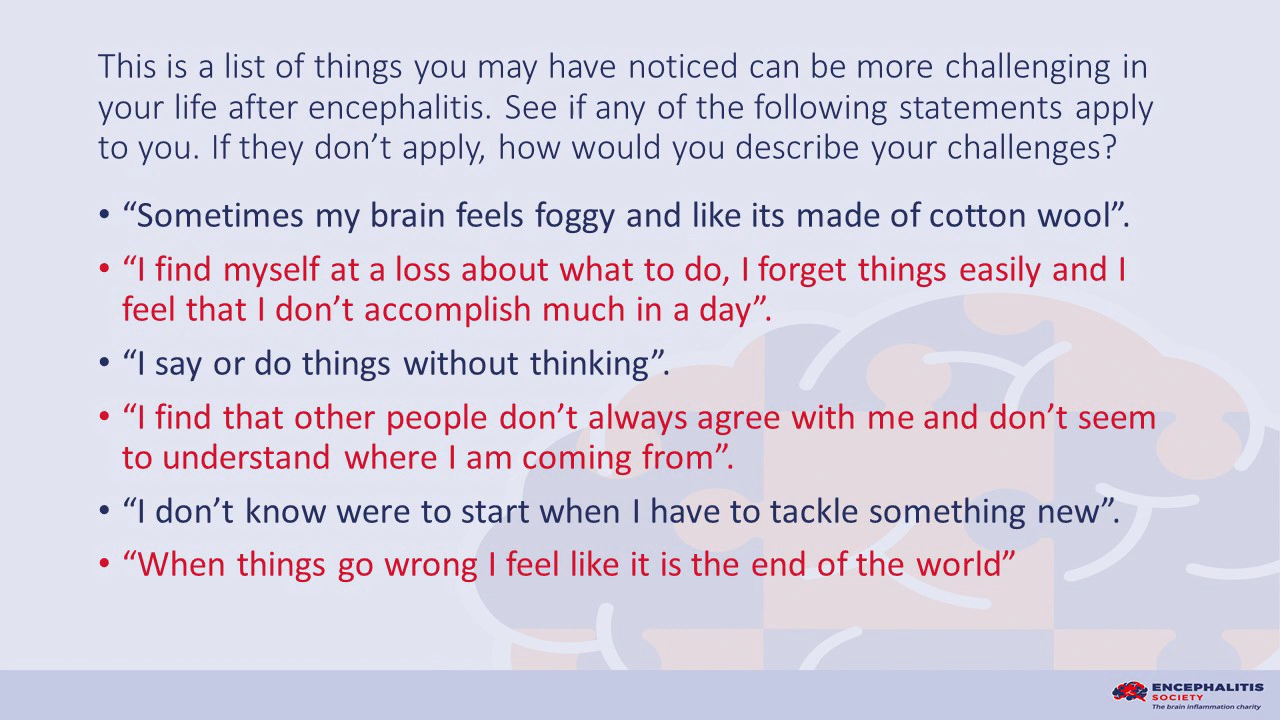 This is a list of things you may have noticed can be more challenging in
your life after encephalitis. See if any of the following statements apply
to you. If they don’t apply, how would you describe your challenges?
• “Sometimes my brain feels foggy and like its made of cotton wool”.
• “I find myself at a loss about what to do, I forget things easily and I
feel that I don’t accomplish much in a day”.
• “I say or do things without thinking”.
• “I find that other people don’t always agree with me and don’t seem
to understand where I am coming from”.
• “I don’t know were to start when I have to tackle something new”.
• “When things go wrong I feel like it is the end of the world”
ENCEPHALITIS
SOCIETY
The brain inflammation charity